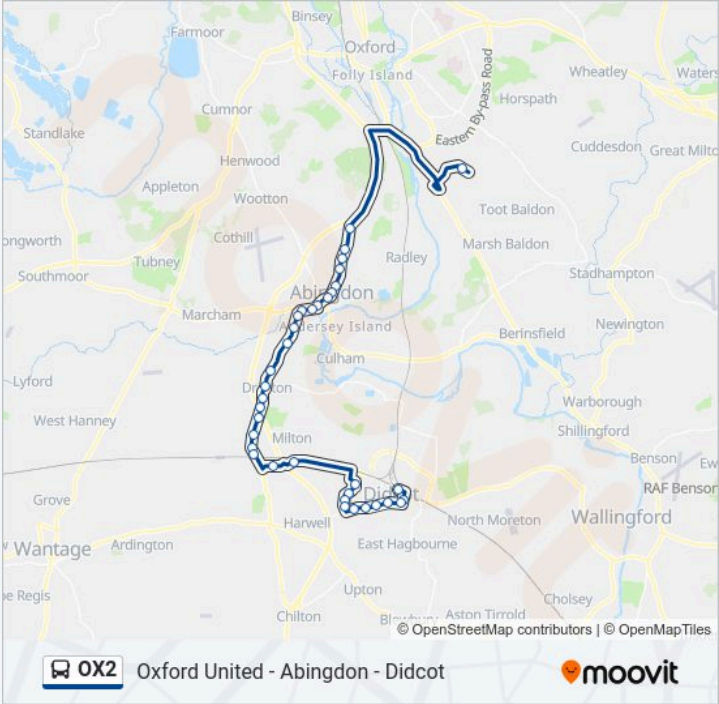 Binsey
Farmoor
Oxford
Folly Island
Wheatley
Waters
Eastern By-pass Road
Horspath
Cumnor
Standlake
Cuddesdon
Great Milto
Henwood
Appleton
Wootton
Toot Baldon
Cothill
ongworth
Marsh Baldon
Tubney
Radley
Southmoor
Stadhampton
Abingdon
Marcham
Newington
Andersey Island
Berinsfield
Culham
Lyford
Drayton
Warborough
West Hanney
Shillingford
Milton
Benson
Ew
RAF Benson
Grove
Didcot
Harwell
North Moreton
Wallingford
Wantage
Ardington
East Hagbourne
Upton
Cholsey
be Regis
Chilton
Aston Tirrold
© OpenStreetMap contributors | © OpenMapTiles
OX2 Oxford United - Abingdon - Didcot
moovit